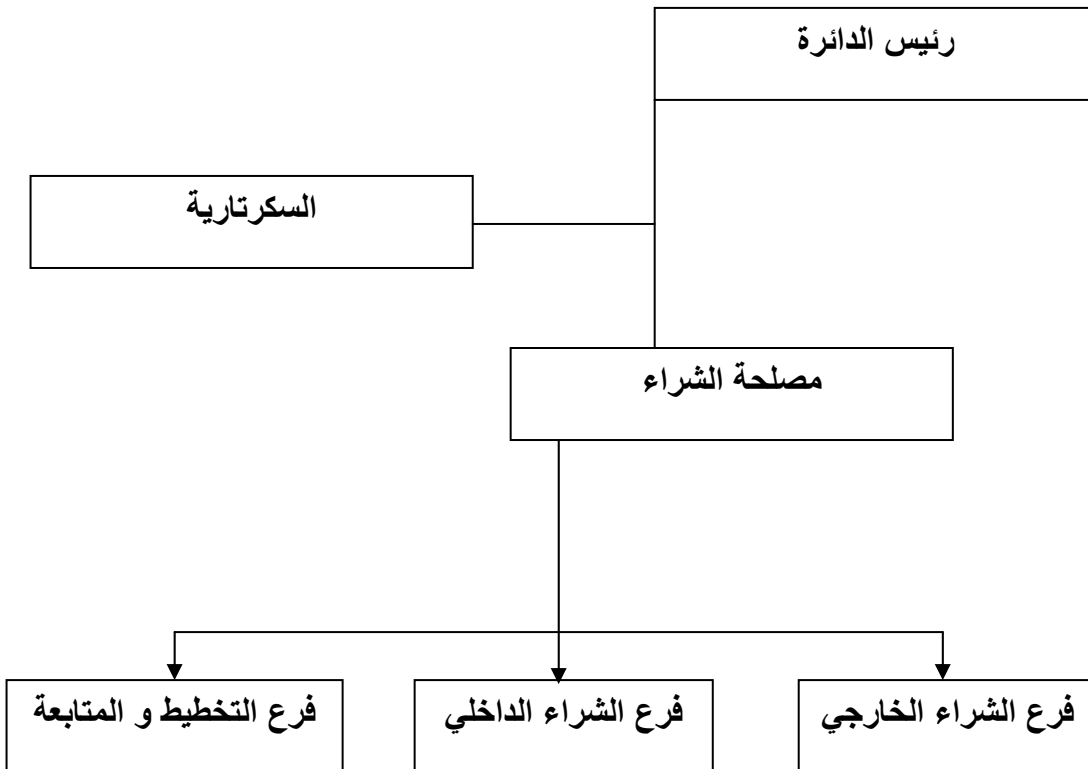 رئيس الدائرة
السكرتارية
مصلحة الشراء
فرع الشراء الخارجي
فرع الشراء الداخلي
فرع التخطيط و المتابعة